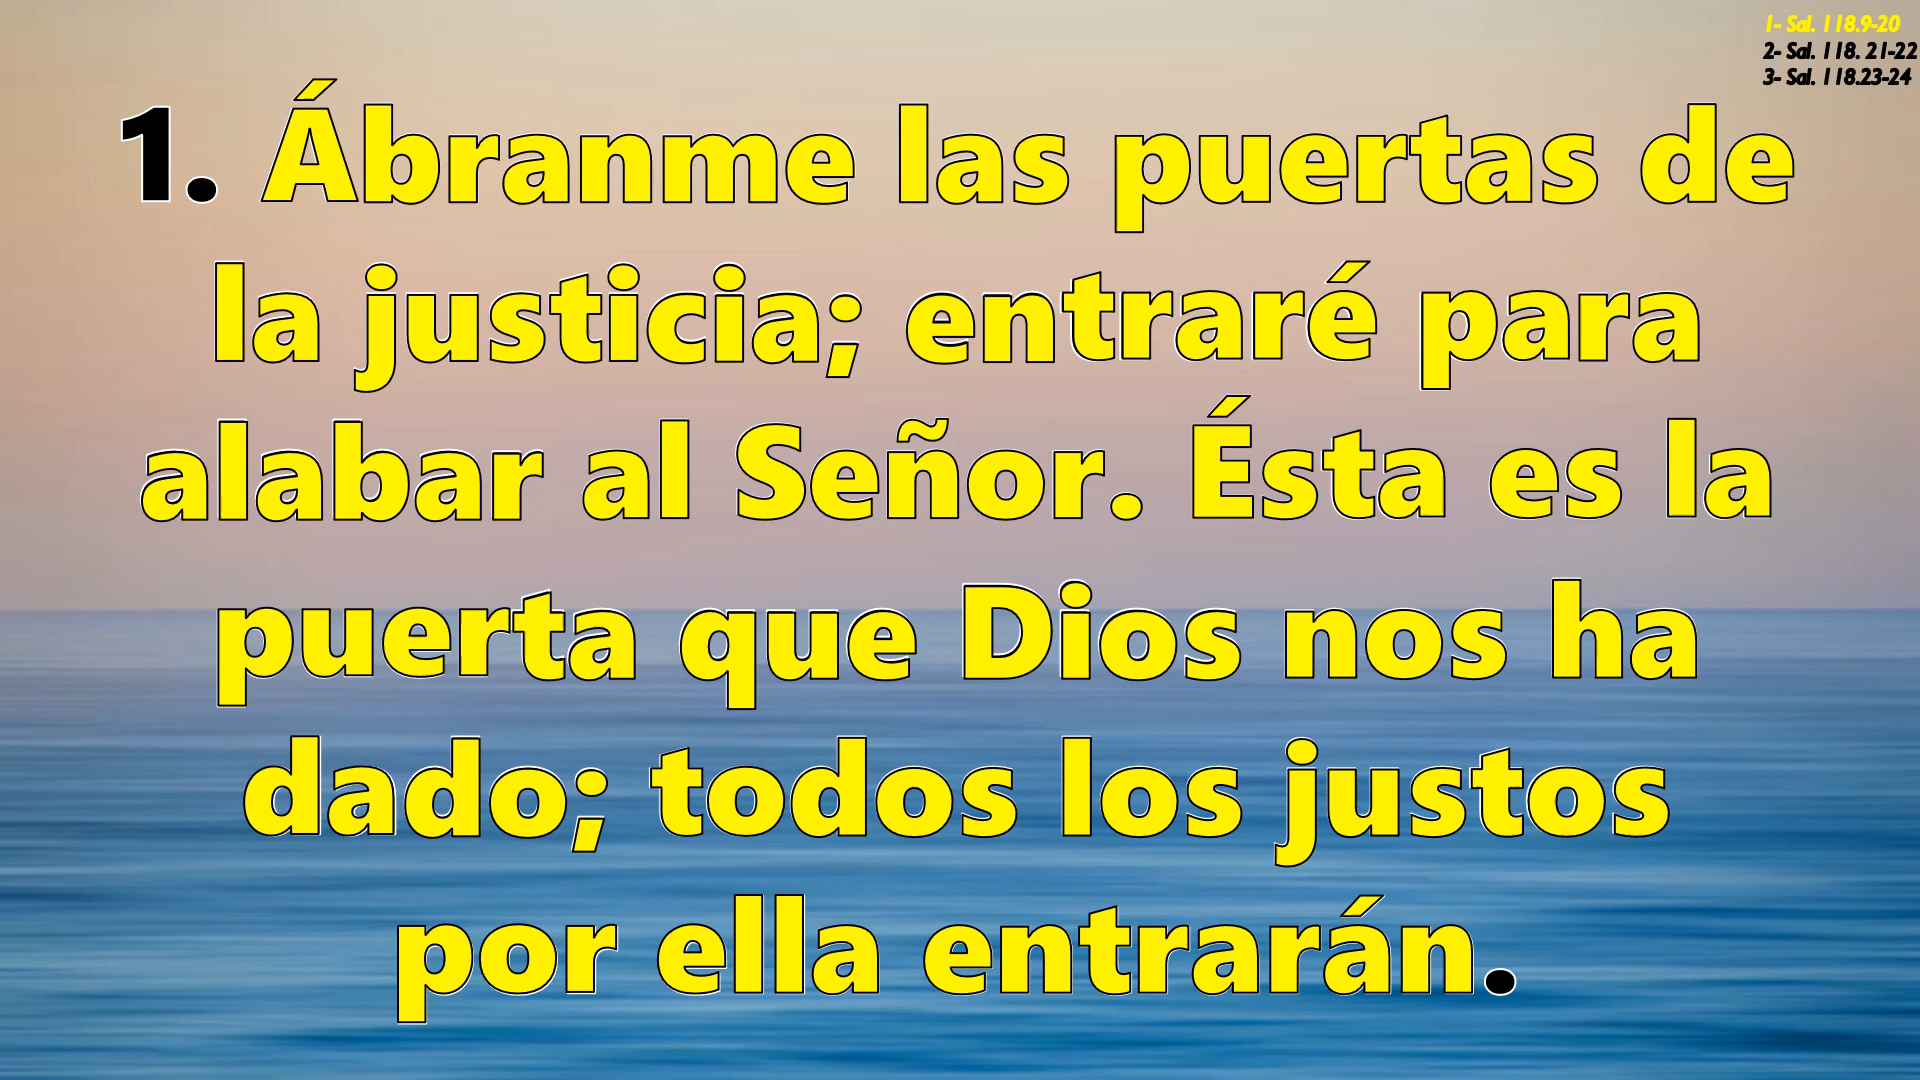 1- Sal. 118.9-20
2- Sal. 118. 21-22
3- Sal. 118.23-24
1. Ábranme las puertas de
la justicia; entraré para
alabar al Señor. Ésta es la
puerta que Dios nos ha
dado; todos los justos
por ella entrarán.